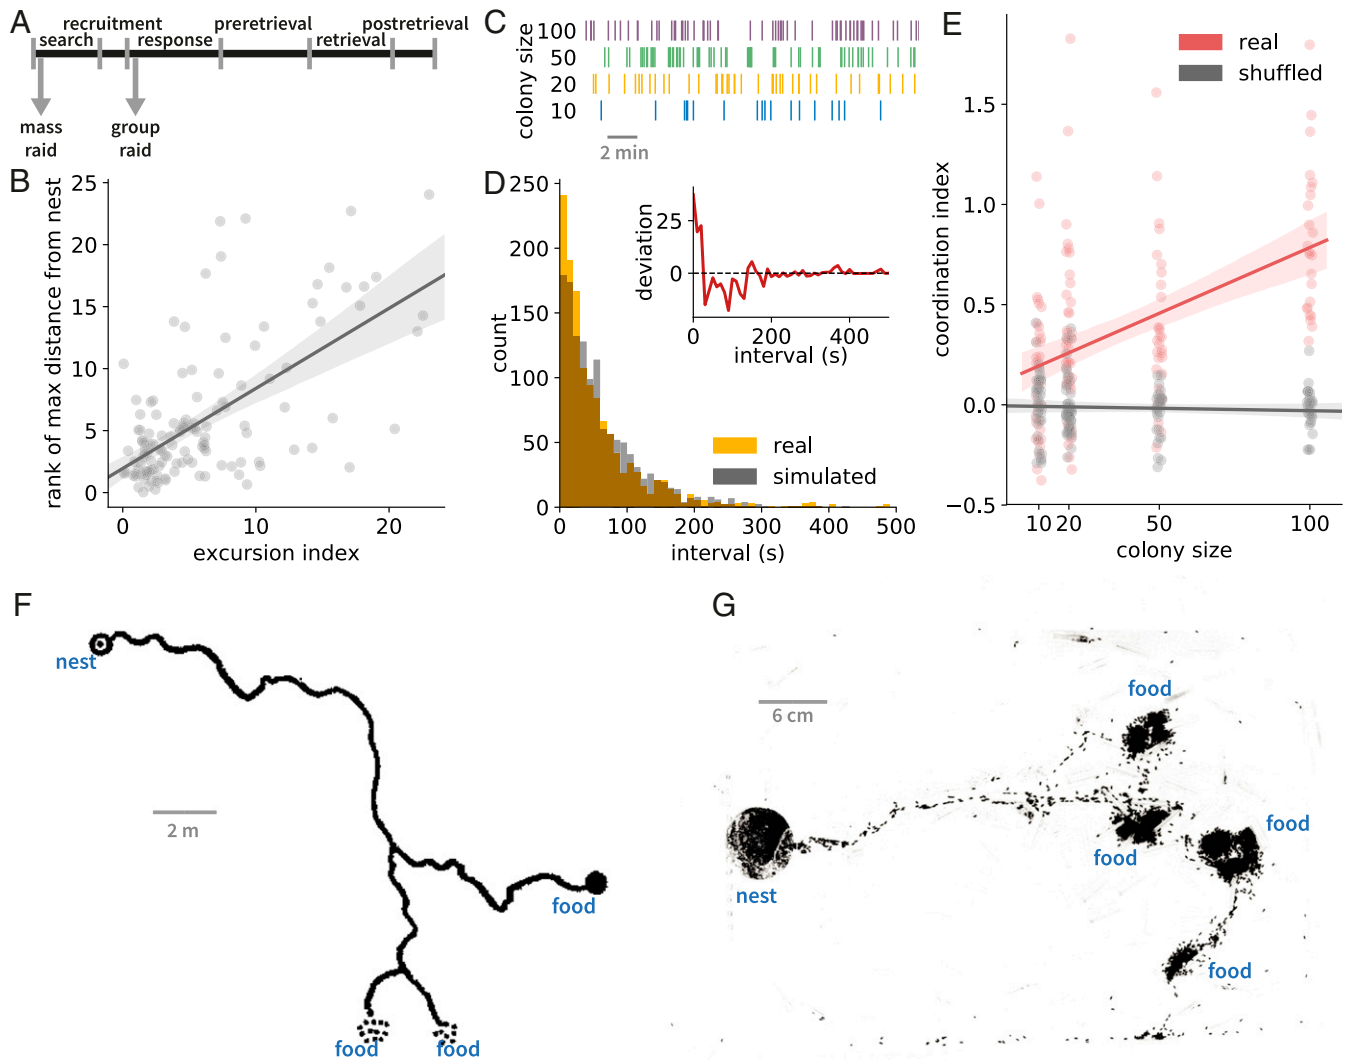 A
recruitment
preretrieval
postretrieval
search
response
retrieval
mass
raid
group
raid
B
rank of max distance from nest
25
20
15
10
5
0
0
10
20
excursion index
C
colony size
100
50
20
10
2 min
D
count
250
200
150
100
50
0
0
100
200
300
400
500
interval (s)
real
simulated
deviation
25
0
0
200
400
interval (s)
E
coordination index
1.5
1.0
0.5
0.0
−0.5
10
20
50
100
colony size
real
shuffled
F
nest
2 m
food
food
food
G
6 cm
food
food
food
nest
food